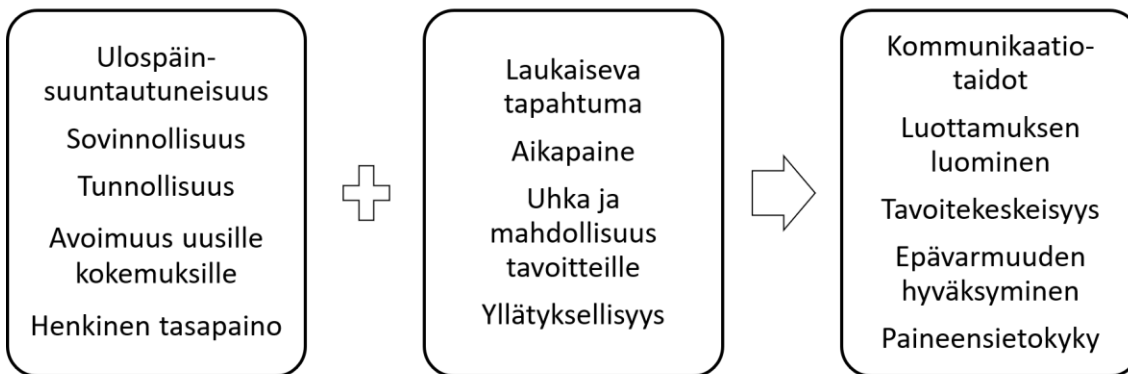 Ulospäin-
suuntautuneisuus
Sovinnollisuus
Tunnollisuus
Avoimuus uusille
kokemuksille
Henkinen tasapaino
Laukaiseva
tapahtuma
Aikapaine
Uhka ja
mahdollisuus
tavoitteille
Yllätyksellisyys
Kommunikaatio-
taidot
Luottamuksen
luominen
Tavoitekeskeisyys
Epävarmuuden
hyväksyminen
Paineensietokyky